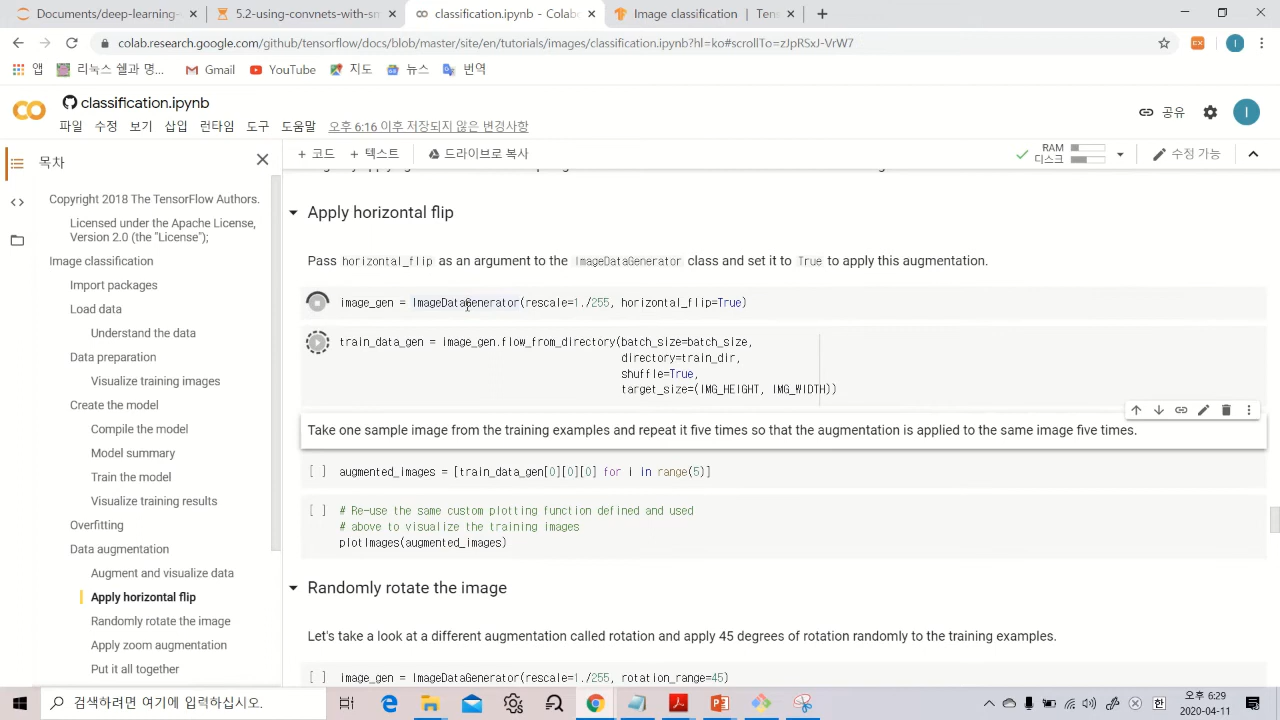 deeplearning.ai - Discussions
5.2-using-convnets-with-s
classification.ipynb - Colab
Image classification | Tens
colab.research.google.com/github/tensorflow/docs/blob/master/site/en/tutorials/images/classification.ipynb?hl=ko#scrollTo=zJpRSxJ-VrW7
앱
리눅스 쉘과 명...
Gmail
YouTube
지도
뉴스
번역
classification.ipynb
공유
I
파일 수정 보기 삽입 런타임 도구 도움말 오후 6:16 이후 저장되지 않은 변경사항
목차
+ 코드 + 텍스트 드라이브로 복사
RAM
디스크
수정 가능
Copyright 2018 The TensorFlow Authors.
Licensed under the Apache License,
Version 2.0 (the "License");
Image classification
Import packages
Load data
Understand the data
Data preparation
Visualize training images
Create the model
Compile the model
Model summary
Train the model
Visualize training results
Overfitting
Data augmentation
Augment and visualize data
Apply horizontal flip
Randomly rotate the image
Apply zoom augmentation
Put it all together
Apply horizontal flip
Pass horizontal_flip as an argument to the ImageDataGenerator class and set it to True to apply this augmentation.
image_gen = ImageDataGenerator(rescale=1./255, horizontal_flip=True)
train_data_gen = image_gen.flow_from_directory(batch_size=batch_size,
directory=train_dir,
shuffle=True,
target_size=(IMG_HEIGHT, IMG_WIDTH))
Take one sample image from the training examples and repeat it five times so that the augmentation is applied to the same image five times.
[ ] augmented_images = [train_data_gen[0][0][0] for i in range(5)]
[ ] # Re-use the same custom plotting function defined and used
# above to visualize the training images
plotImages(augmented_images)
Randomly rotate the image
Let's take a look at a different augmentation called rotation and apply 45 degrees of rotation randomly to the training examples.
[ ] image_gen = ImageDataGenerator(rescale=1./255, rotation_range=45)
검색하려면 여기에 입력하십시오.
오후 6:29
2020-04-11